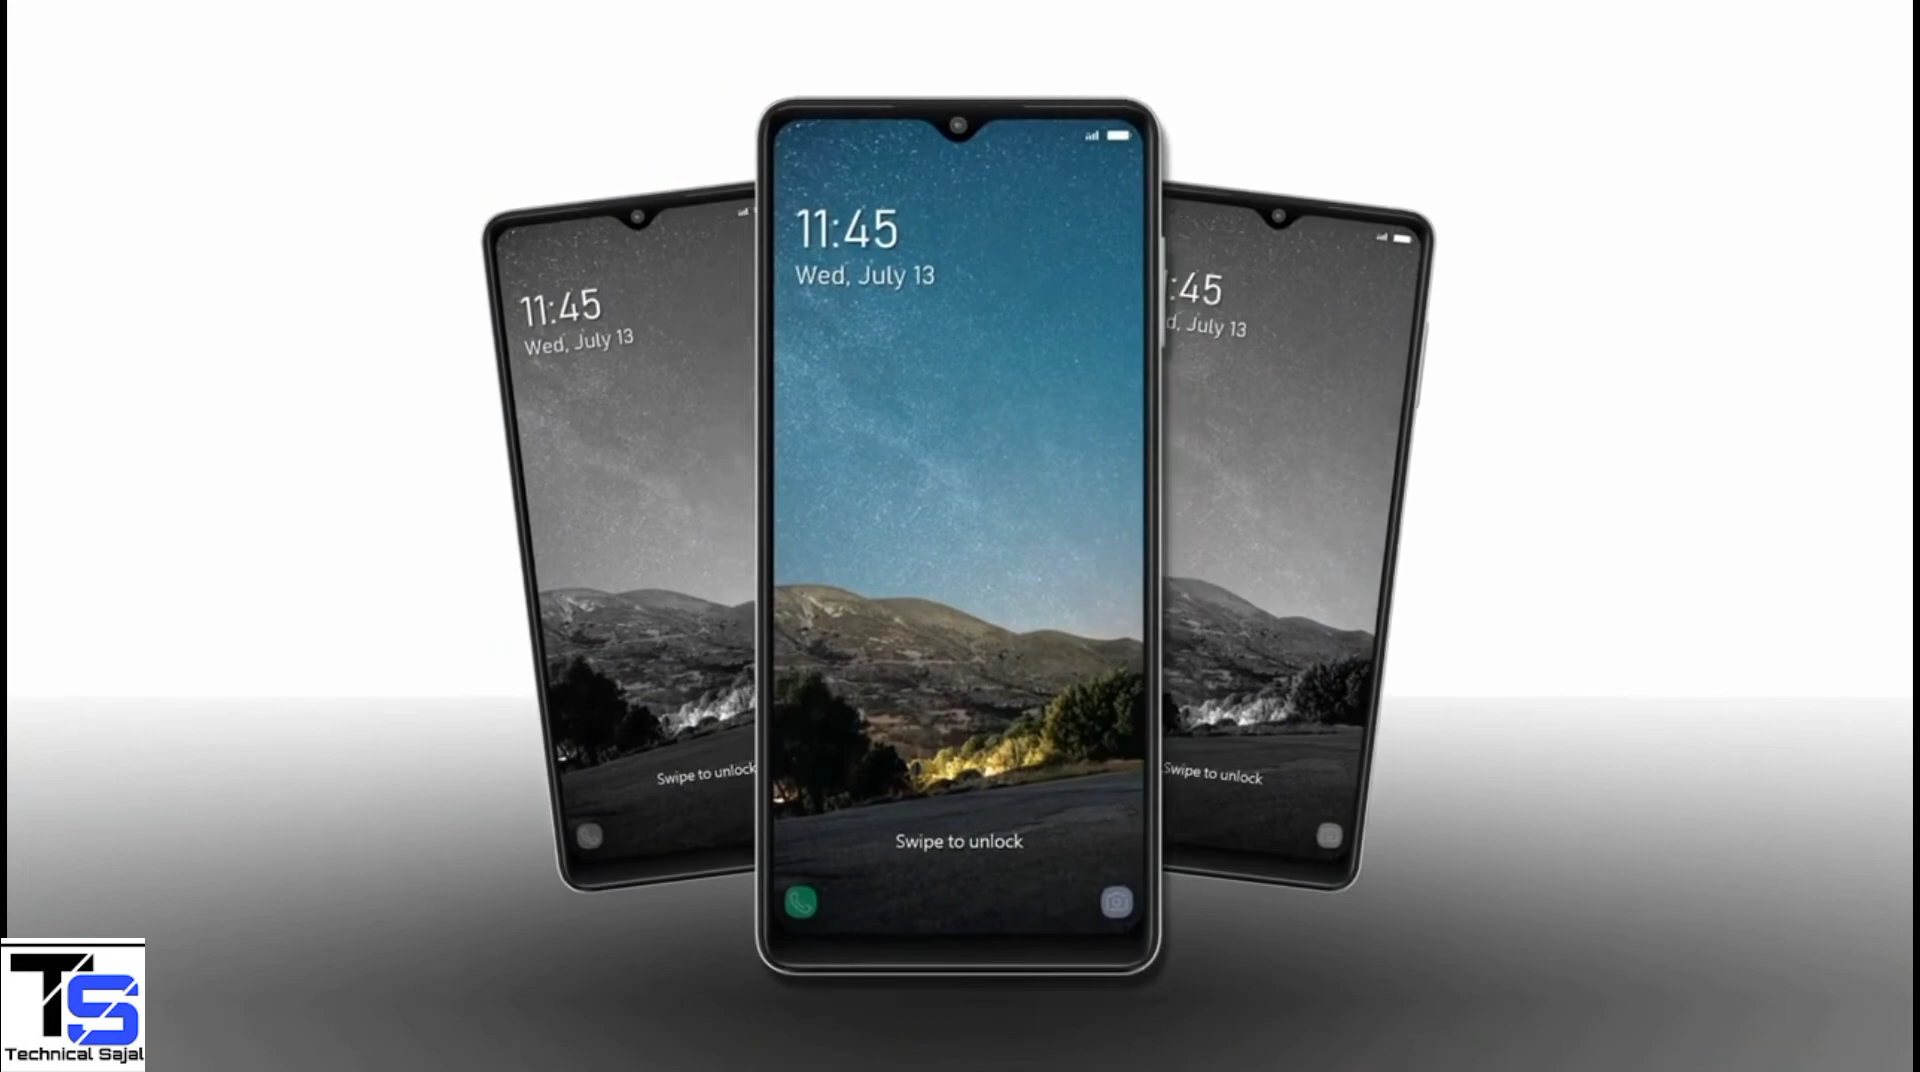 11:45
Wed, July 13
Swipe to unlock
11:45
Wed, July 13
Swipe to unlock
:45
d, July 13
Swipe to unlock
TS
Technical Sajal